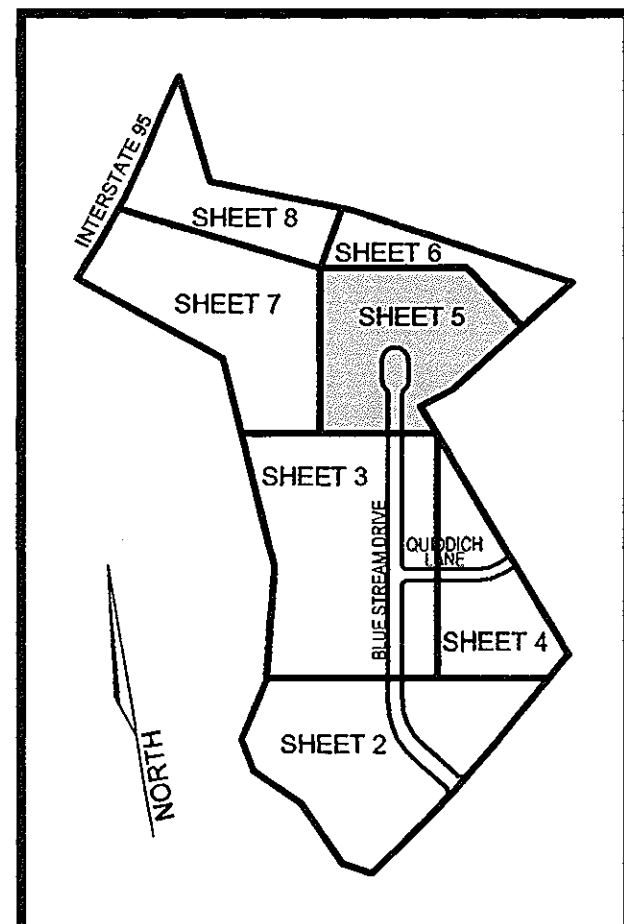 INTERSTATE 95
SHEET 8
SHEET 6
SHEET 7
SHEET 5
SHEET 3
BLUE STREAM DRIVE
QUIDDICH
LANE
SHEET 4
SHEET 2
NORTH